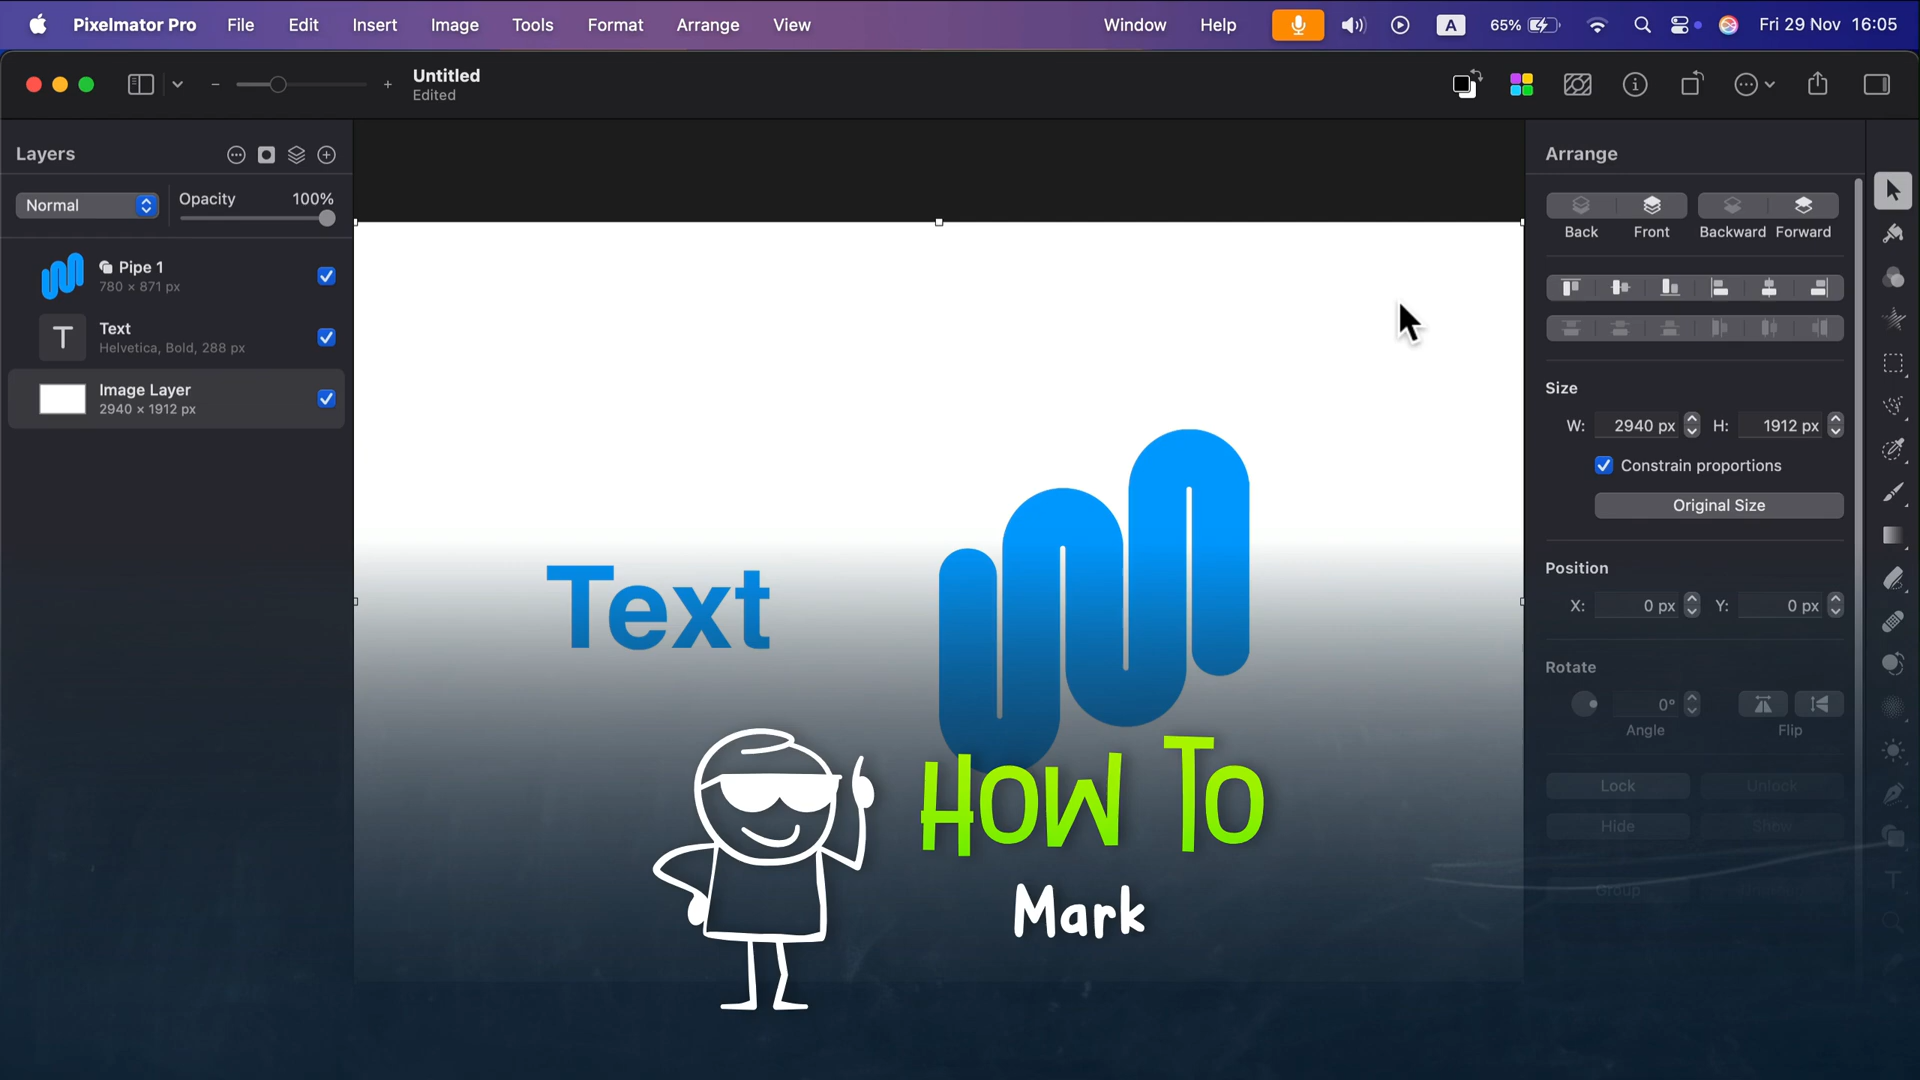 Pixelmator Pro File Edit Insert Image Tools Format Arrange View Window Help A 65% Fri 29 Nov 16:05
Untitled
Edited
Layers
Normal
Opacity 100%
Pipe 1
780 × 871 px
T Text
Helvetica, Bold, 288 px
Image Layer
2940 × 1912 px
Text
How To
Mark
Arrange
Back Front Backward Forward
Size
W: 2940 px H: 1912 px
Constrain proportions
Original Size
Position
X: 0 px Y: 0 px
Rotate
0°
Angle Flip
Lock Unlock
Hide Show
Group